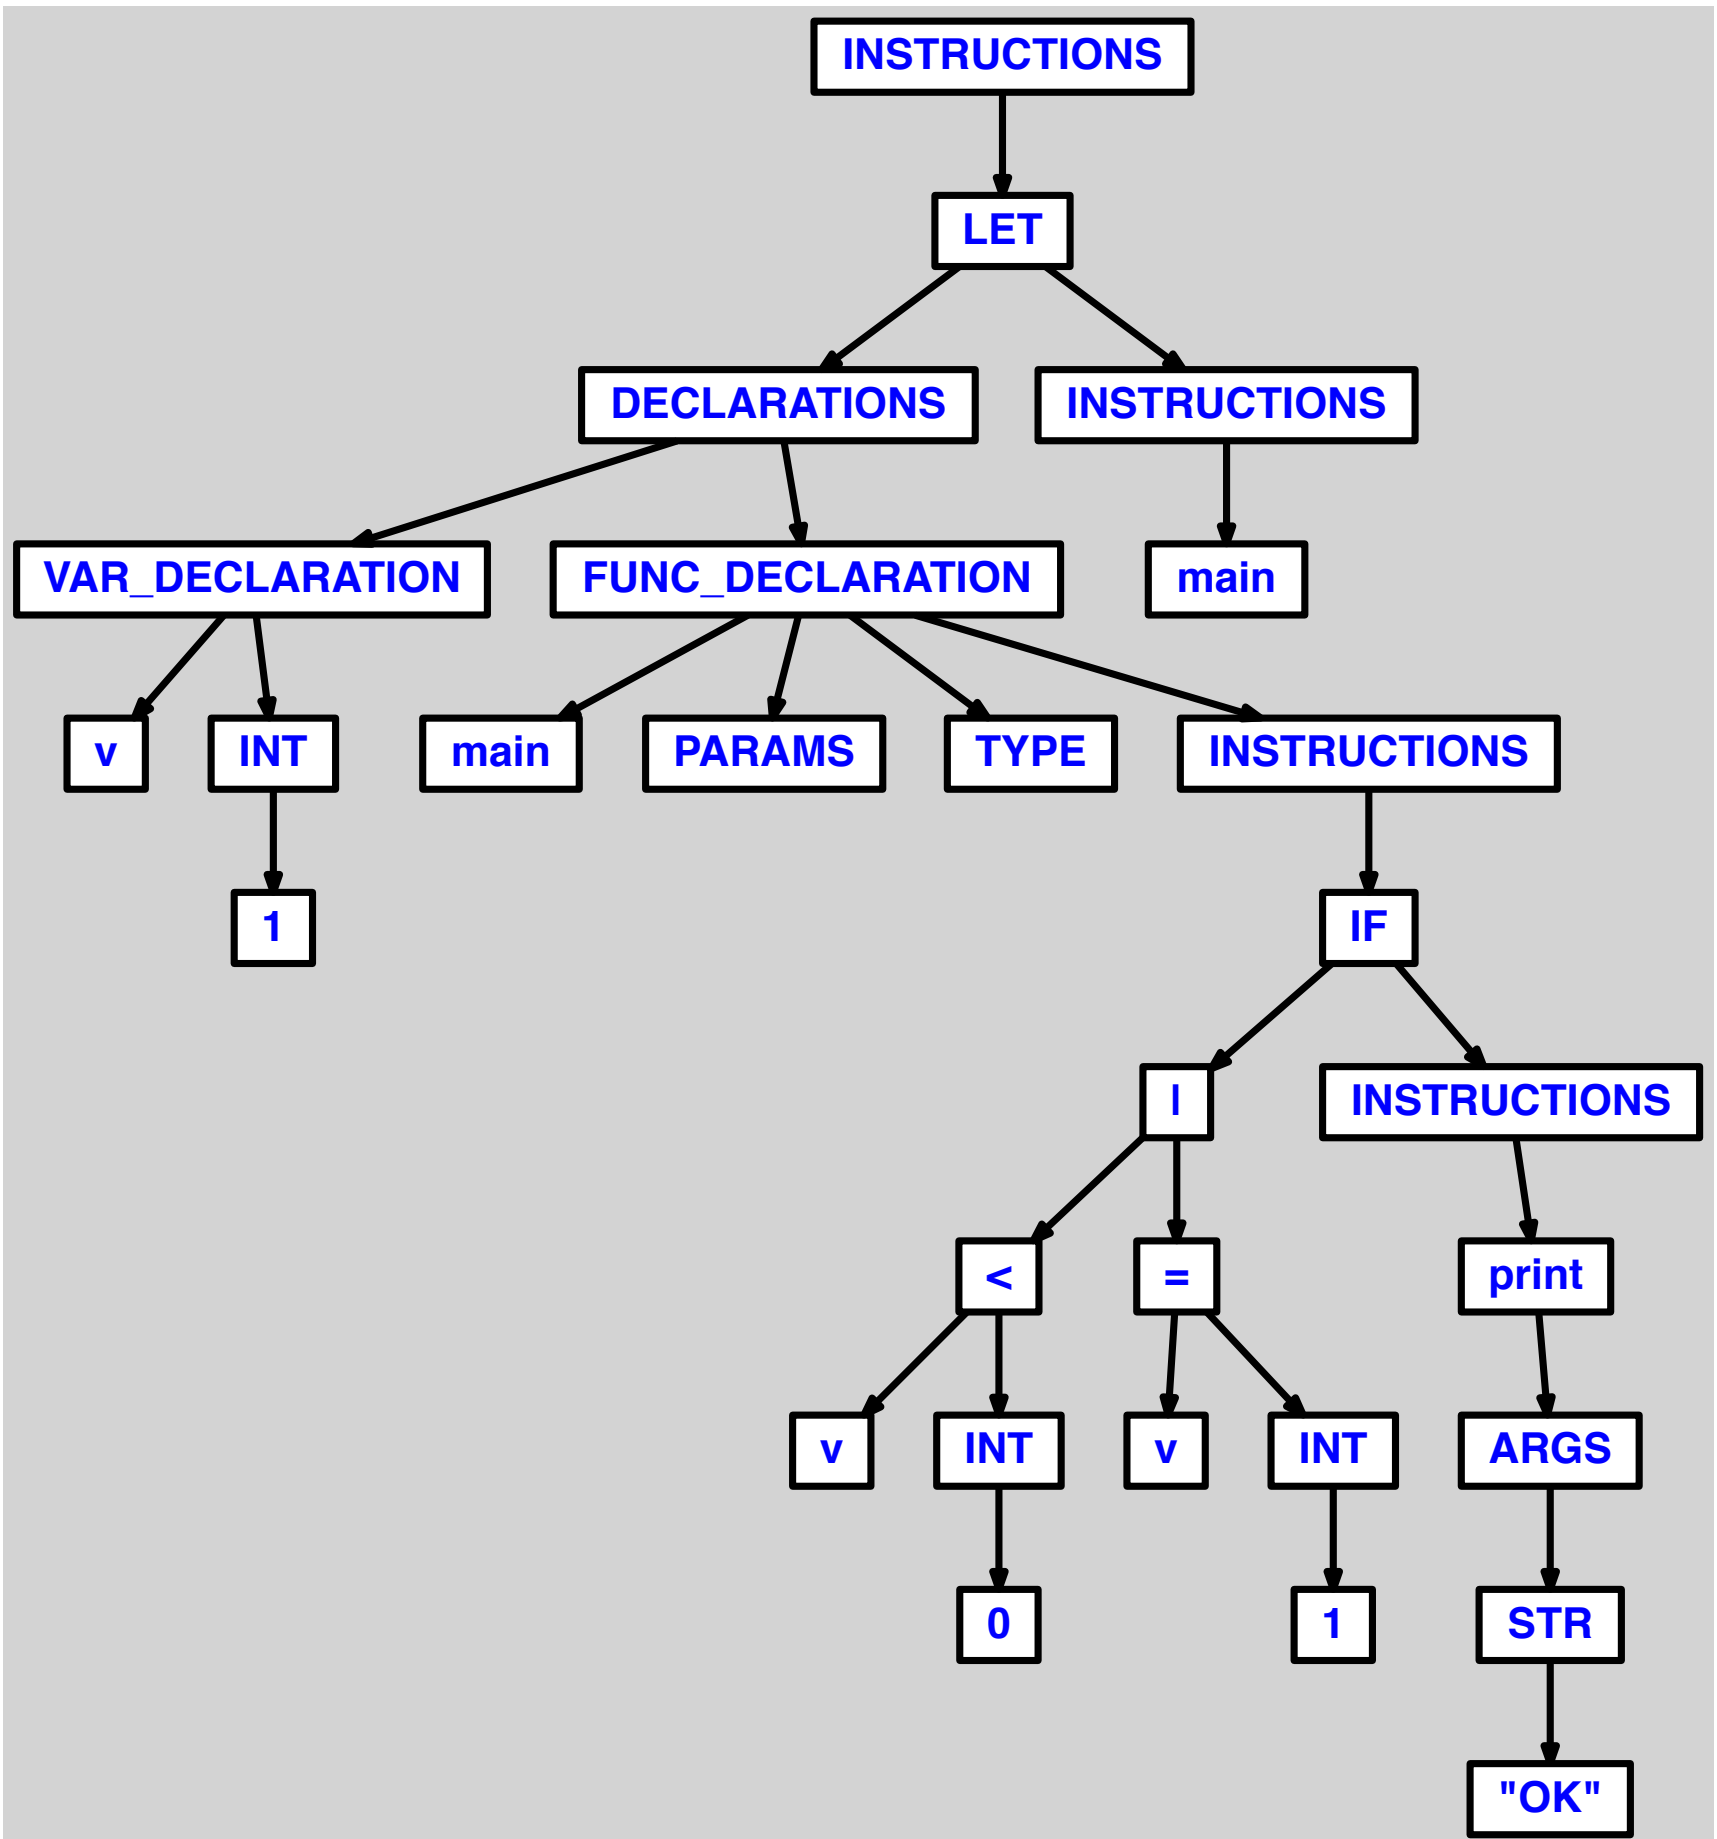 INSTRUCTIONS
LET
DECLARATIONS INSTRUCTIONS
VAR_DECLARATION FUNC_DECLARATION main
v INT main PARAMS TYPE INSTRUCTIONS
1 IF
| INSTRUCTIONS
< = print
v INT v INT ARGS
0 1 STR
"OK"